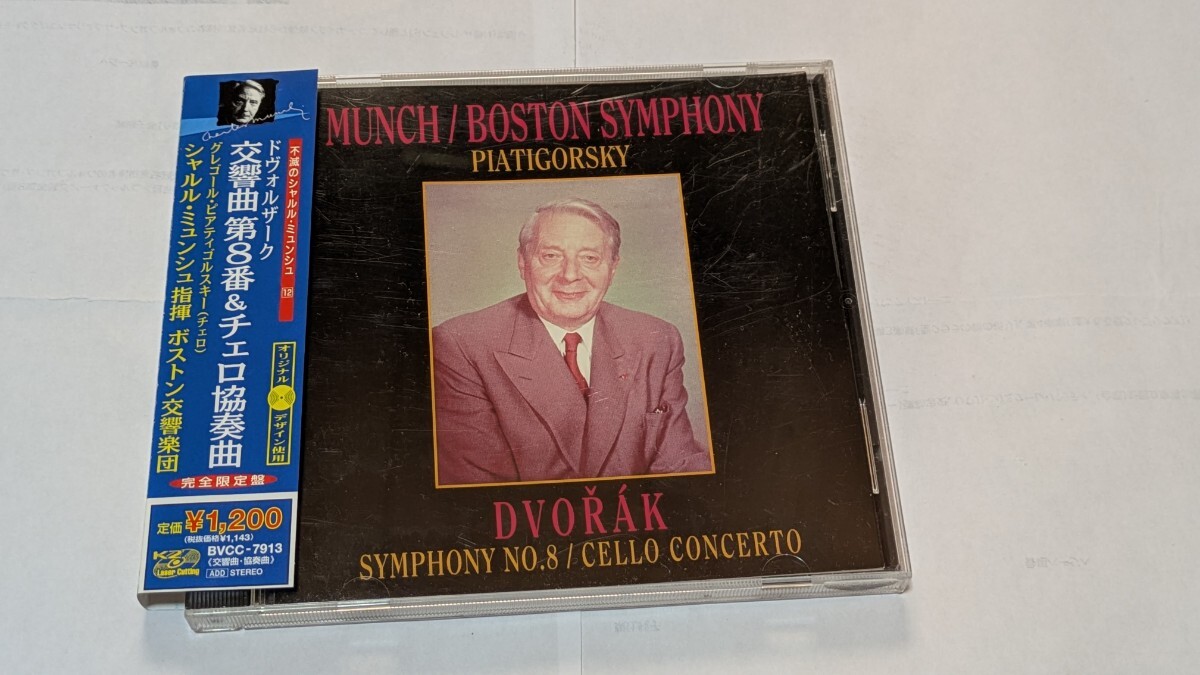 不滅のシャルル・ミュンシュ 12
ドヴォルザーク
交響曲 第8番&チェロ協奏曲
グレゴール・ピアティゴルスキー(チェロ)
シャルル・ミュンシュ指揮 ボストン交響楽団
オリジナル デザイン使用
完全限定盤
定価¥1,200
(税抜価格¥1,143)
BVCC-7913
《交響曲・協奏曲》
K2
Laser Cutting
ADD STEREO
MUNCH / BOSTON SYMPHONY
PIATIGORSKY
DVOŘÁK
SYMPHONY NO.8 / CELLO CONCERTO